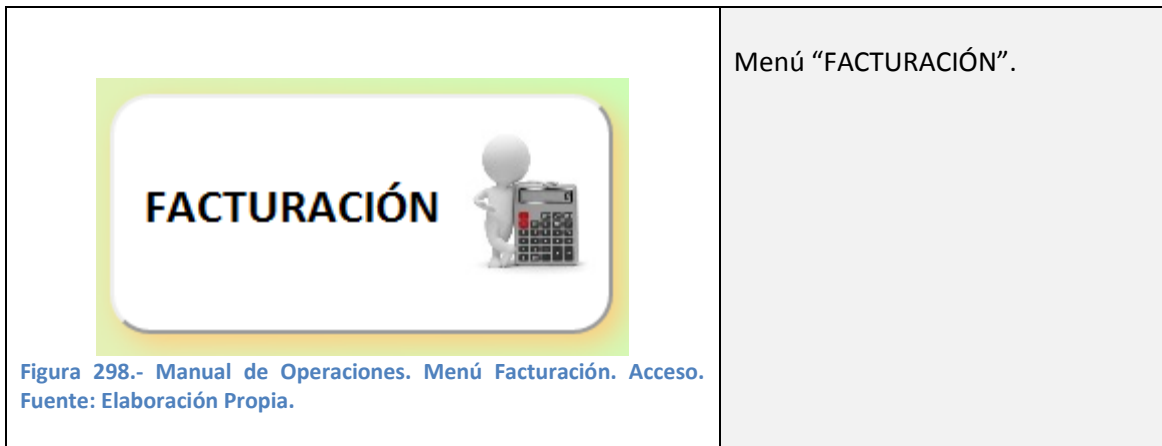 FACTURACIÓN
Figura 298.- Manual de Operaciones. Menú Facturación. Acceso.
Fuente: Elaboración Propia.
Menú “FACTURACIÓN”.